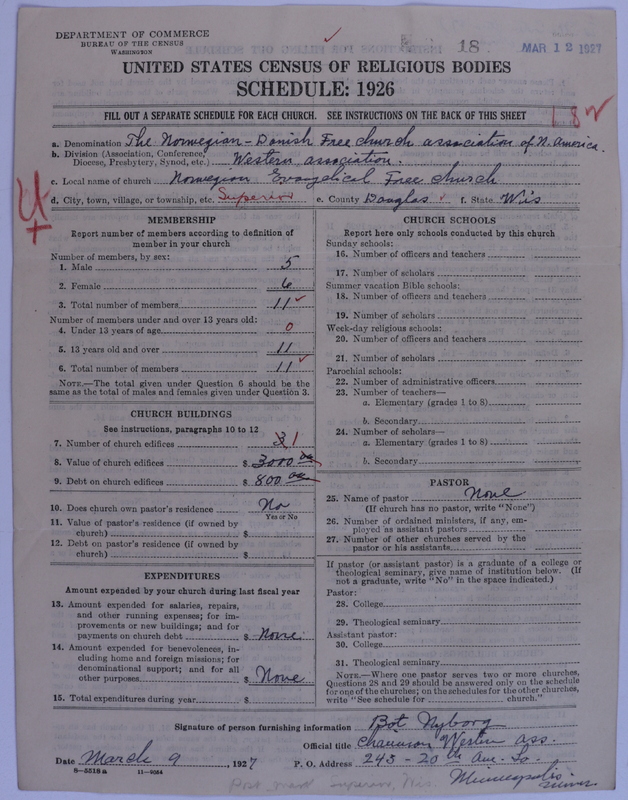 DEPARTMENT OF COMMERCE
BUREAU OF THE CENSUS
WASHINGTON
18
MAR 12 1927
UNITED STATES CENSUS OF RELIGIOUS BODIES
SCHEDULE: 1926
FILL OUT A SEPARATE SCHEDULE FOR EACH CHURCH. SEE INSTRUCTIONS ON THE BACK OF THIS SHEET
a. Denomination The Norwegian-Danish Free church association of N. America.
b. Division (Association, Conference, Diocese, Presbytery, Synod, etc.) Western association.
c. Local name of church Norwegian Evangelical Free church
d. City, town, village, or township, etc. Superior e. County Douglas f. State Wis
MEMBERSHIP
Report number of members according to definition of
member in your church
Number of members, by sex:
1. Male 5
2. Female 6
3. Total number of members 11
Number of members under and over 13 years old:
4. Under 13 years of age 0
5. 13 years old and over 11
6. Total number of members 11
NOTE.—The total given under Question 6 should be the
same as the total of males and females given under Question 3.
CHURCH BUILDINGS
See instructions, paragraphs 10 to 12
7. Number of church edifices 1
8. Value of church edifices $ 3000 00
9. Debt on church edifices $ 800 00
10. Does church own pastor's residence No
Yes or No
11. Value of pastor's residence (if owned by
church) $
12. Debt on pastor's residence (if owned by
church) $
EXPENDITURES
Amount expended by your church during last fiscal year
13. Amount expended for salaries, repairs,
and other running expenses; for im-
provements or new buildings; and for
payments on church debt $ None
14. Amount expended for benevolences, in-
cluding home and foreign missions; for
denominational support; and for all
other purposes $ None
15. Total expenditures during year $
CHURCH SCHOOLS
Report here only schools conducted by this church
Sunday schools:
16. Number of officers and teachers
17. Number of scholars
Summer vacation Bible schools:
18. Number of officers and teachers
19. Number of scholars
Week-day religious schools:
20. Number of officers and teachers
21. Number of scholars
Parochial schools:
22. Number of administrative officers
23. Number of teachers—
a. Elementary (grades 1 to 8)
b. Secondary
24. Number of scholars—
a. Elementary (grades 1 to 8)
b. Secondary
PASTOR
25. Name of pastor None
(If church has no pastor, write "None")
26. Number of ordained ministers, if any, em-
ployed as assistant pastors
27. Number of other churches served by the
pastor or his assistants
If pastor (or assistant pastor) is a graduate of a college or
theological seminary, give name of institution below. (If
not a graduate, write "No" in the space indicated.)
Pastor:
28. College
29. Theological seminary
Assistant pastor:
30. College
31. Theological seminary
NOTE.—Where one pastor serves two or more churches,
Questions 28 and 29 should be answered only on the schedule
for one of the churches; on the schedules for the other churches,
write "See schedule for church."
Signature of person furnishing information Bot Nyborg
Official title Western Ass.
Date March 9 1927 P. O. Address 243-20th Ave. So.
Minneapolis Minn.
8-5518a 11-9084
Post mark Superior, Wis.